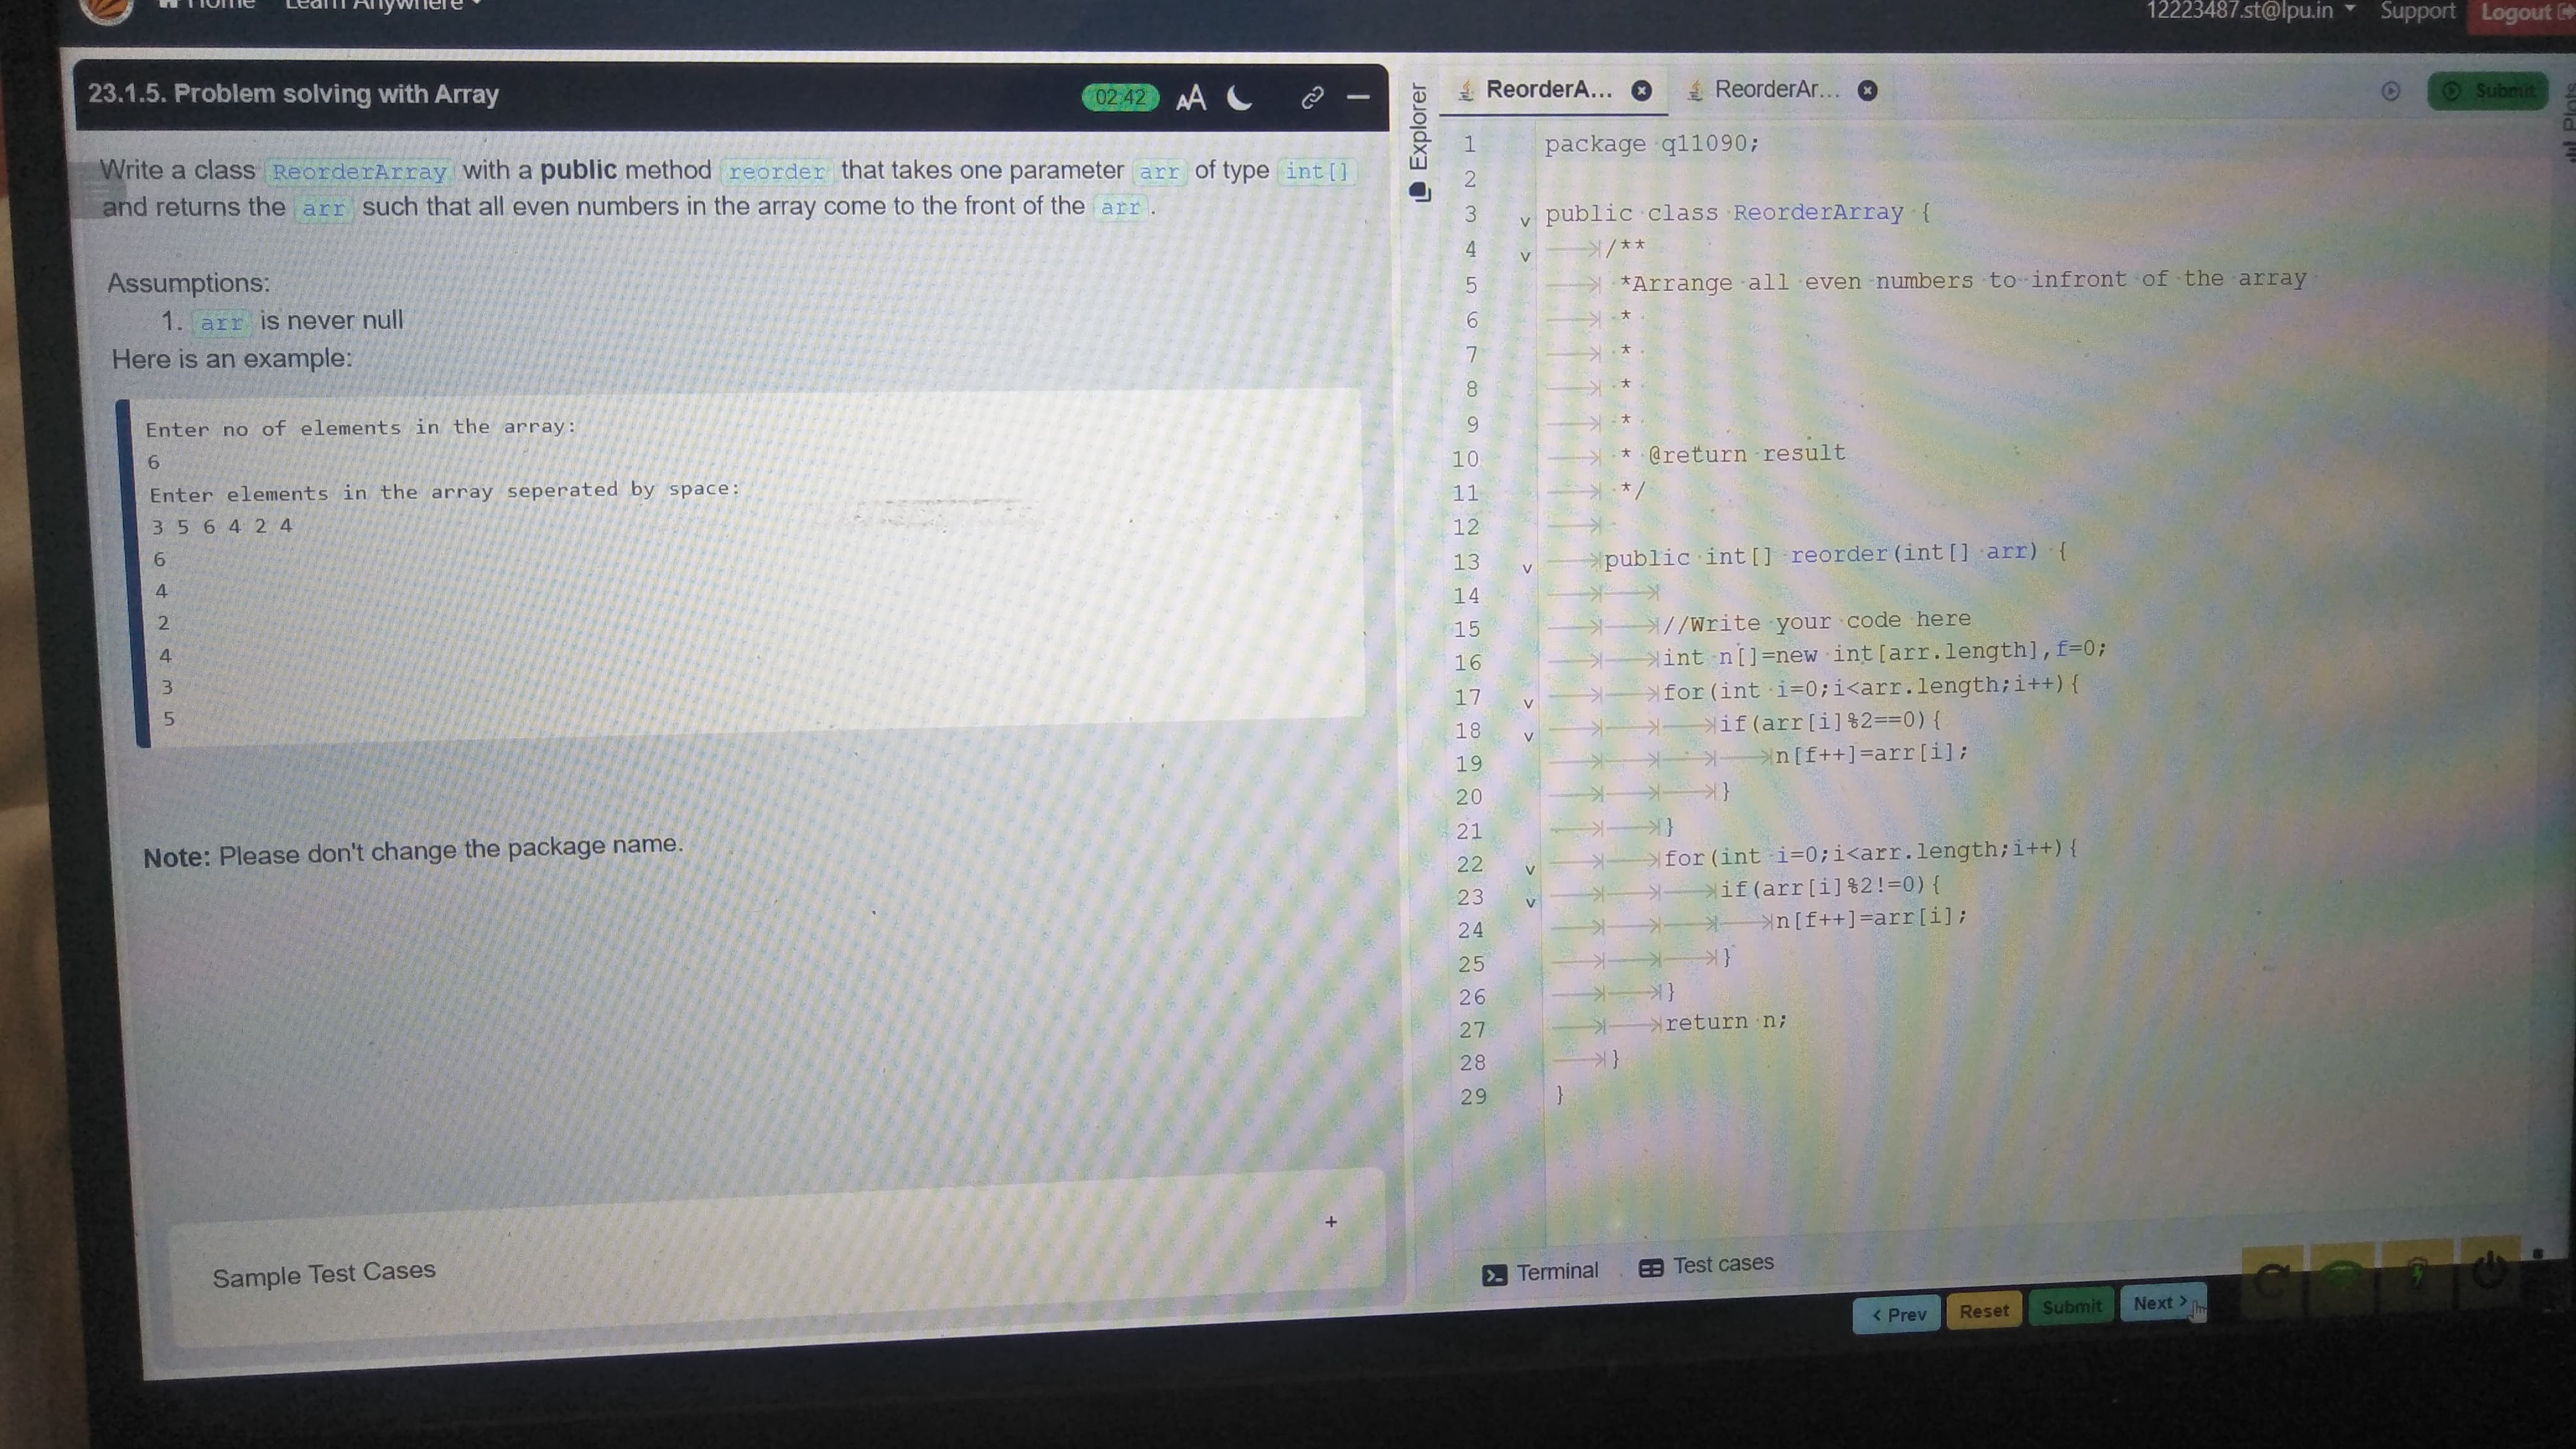 Home Learn Anywhere
12223487.st@lpu.in Support Logout
23.1.5. Problem solving with Array
02:42 AA
Write a class ReorderArray with a public method reorder that takes one parameter arr of type int[]
and returns the arr such that all even numbers in the array come to the front of the arr.
Assumptions:
1. arr is never null
Here is an example:
Enter no of elements in the array:
6
Enter elements in the array seperated by space:
3 5 6 4 2 4
6
4
2
4
3
5
Note: Please don't change the package name.
Sample Test Cases
+
Explorer
ReorderA...
ReorderAr...
Submit
1 package q11090;
2
3 public class ReorderArray {
4 /**
5 *Arrange all even numbers to infront of the array
6 *
7 *
8 *
9 *
10 * @return result
11 */
12
13 public int[] reorder(int[] arr) {
14
15 //Write your code here
16 int n[]=new int[arr.length],f=0;
17 for(int i=0;i<arr.length;i++){
18 if(arr[i]%2==0){
19 n[f++]=arr[i];
20 }
21 }
22 for(int i=0;i<arr.length;i++){
23 if(arr[i]%2!=0){
24 n[f++]=arr[i];
25 }
26 }
27 return n;
28 }
29 }
Terminal Test cases
< Prev Reset Submit Next >